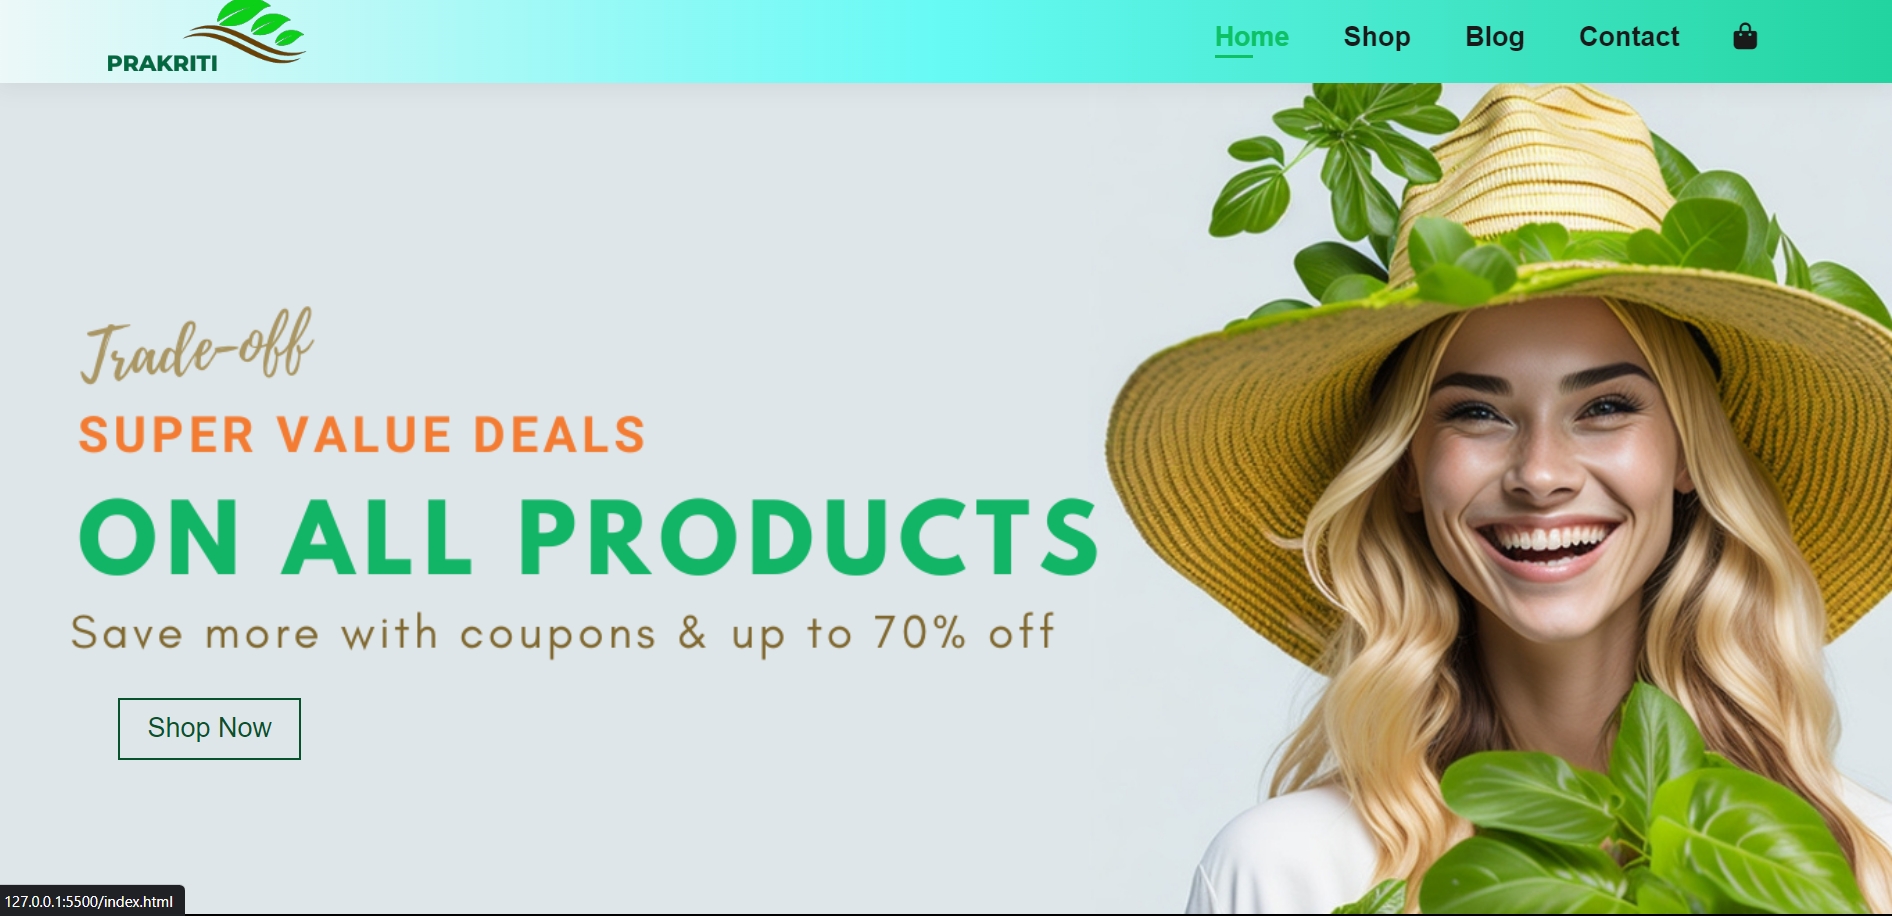 PRAKRITI
Home Shop Blog Contact
Trade-off
SUPER VALUE DEALS
ON ALL PRODUCTS
Save more with coupons & up to 70% off
Shop Now
127.0.0.1:5500/index.html